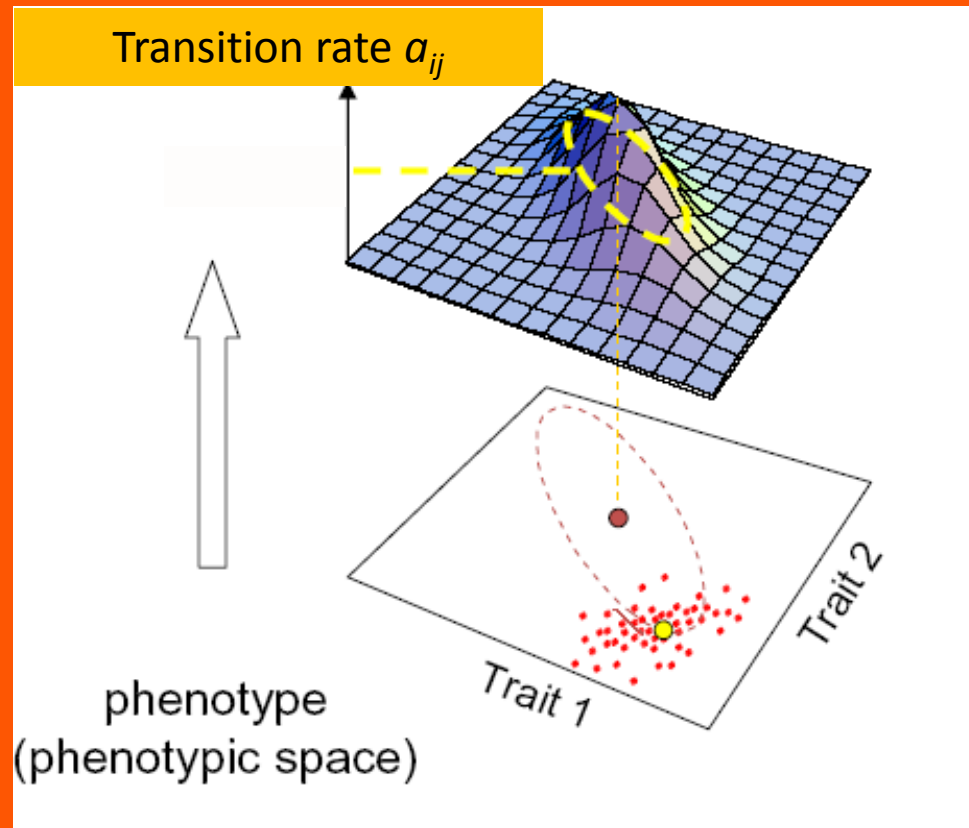 Transition rate aij
Trait 2
Trait 1
phenotype
(phenotypic space)